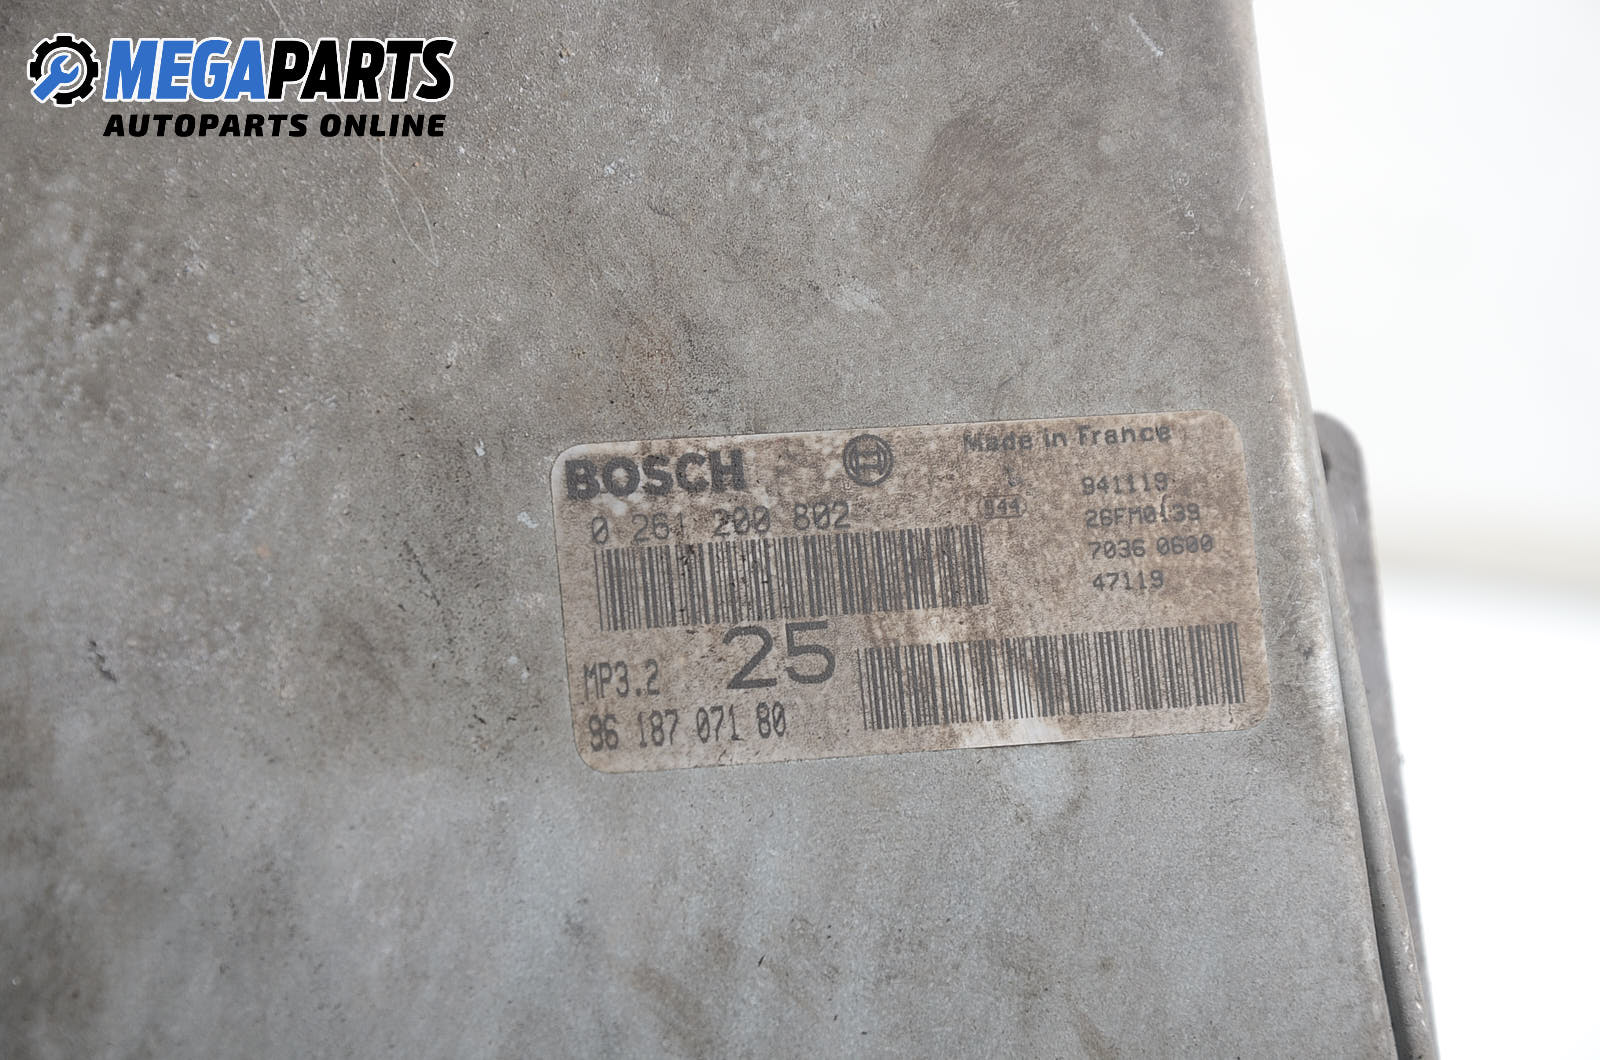 MEGAPARTS
AUTOPARTS ONLINE
BOSCH
Made in France
0 261 200 802
944
941119
26FM0139
7036 0600
47119
MP3.2
25
96 187 071 80